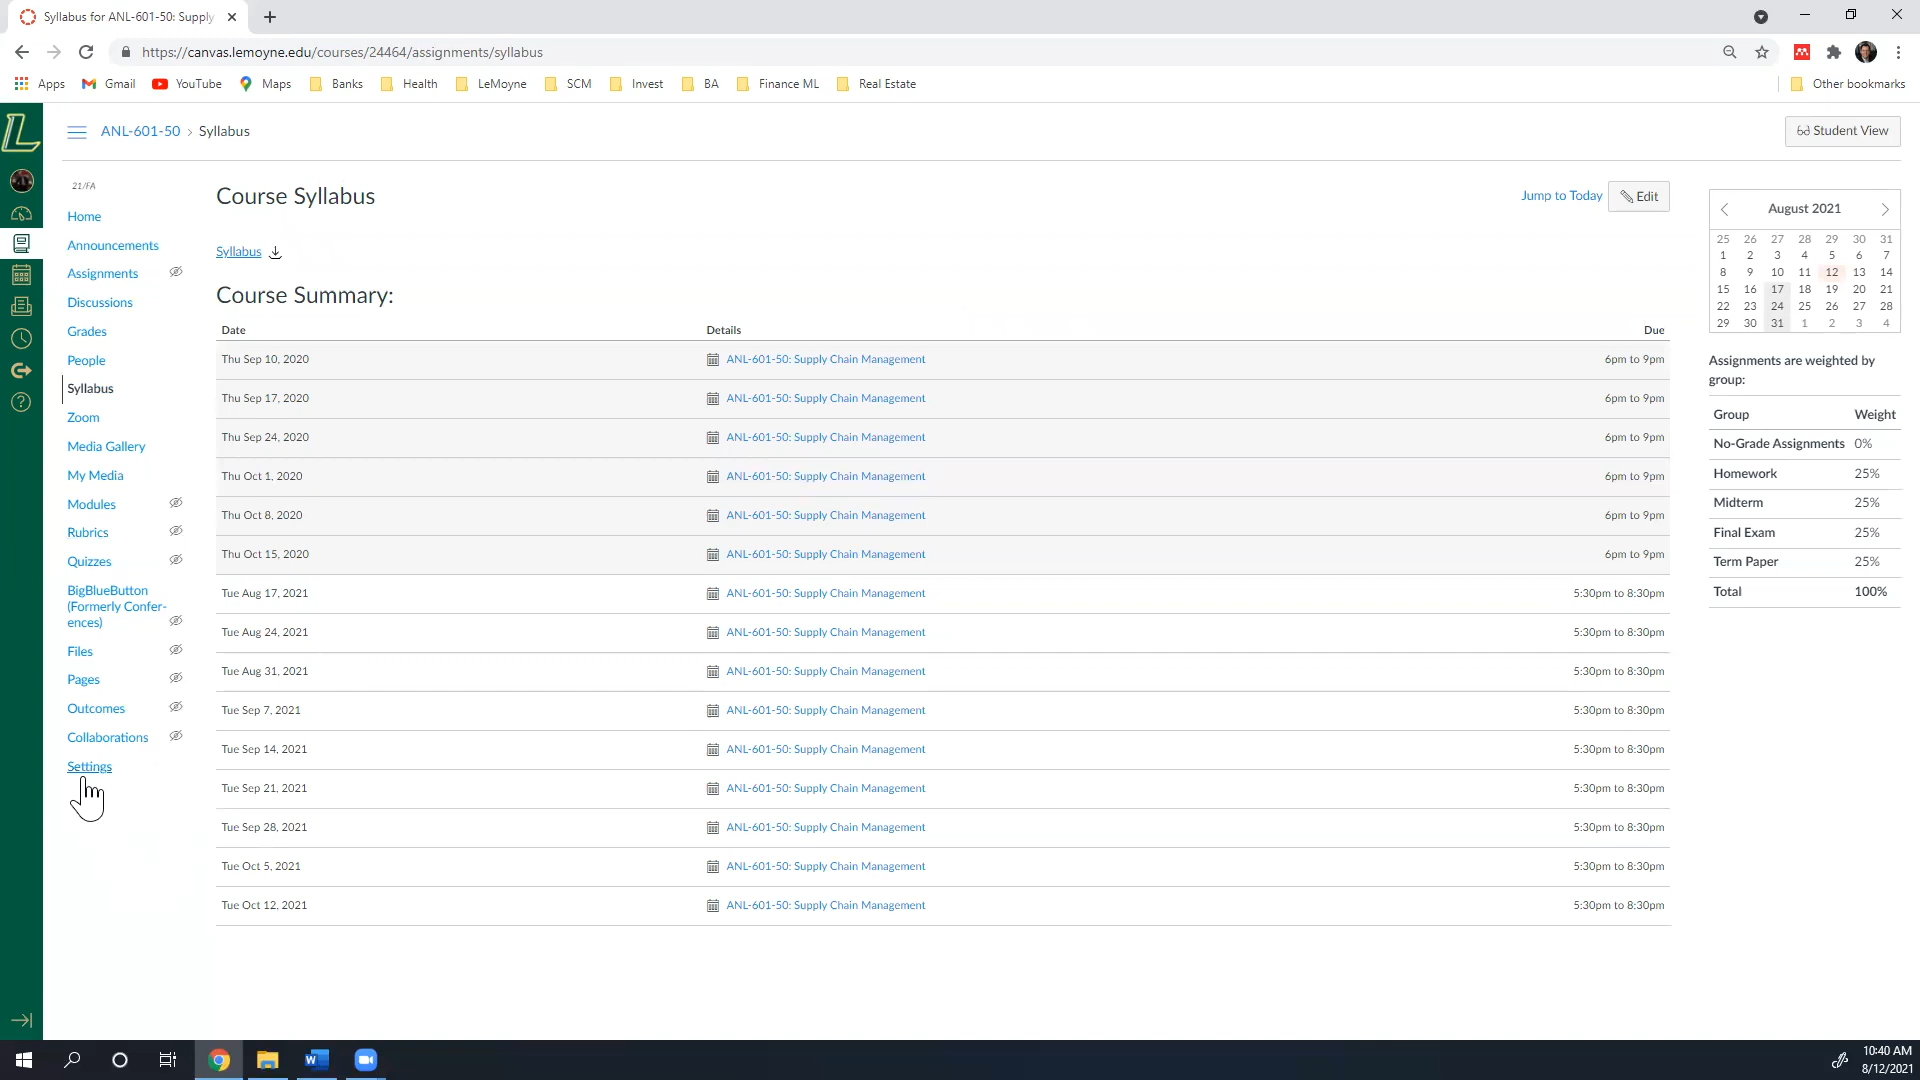 Syllabus for ANL-601-50: Supply
https://canvas.lemoyne.edu/courses/24464/assignments/syllabus
Apps Gmail YouTube Maps Banks Health LeMoyne SCM Invest BA Finance ML Real Estate Other bookmarks
L
ANL-601-50 › Syllabus
Student View
21/FA
Home
Announcements
Assignments
Discussions
Grades
People
Syllabus
Zoom
Media Gallery
My Media
Modules
Rubrics
Quizzes
BigBlueButton
(Formerly Confer-
ences)
Files
Pages
Outcomes
Collaborations
Settings
Course Syllabus
Jump to Today
Edit
Syllabus
Course Summary:
Date Details Due
Thu Sep 10, 2020 ANL-601-50: Supply Chain Management 6pm to 9pm
Thu Sep 17, 2020 ANL-601-50: Supply Chain Management 6pm to 9pm
Thu Sep 24, 2020 ANL-601-50: Supply Chain Management 6pm to 9pm
Thu Oct 1, 2020 ANL-601-50: Supply Chain Management 6pm to 9pm
Thu Oct 8, 2020 ANL-601-50: Supply Chain Management 6pm to 9pm
Thu Oct 15, 2020 ANL-601-50: Supply Chain Management 6pm to 9pm
Tue Aug 17, 2021 ANL-601-50: Supply Chain Management 5:30pm to 8:30pm
Tue Aug 24, 2021 ANL-601-50: Supply Chain Management 5:30pm to 8:30pm
Tue Aug 31, 2021 ANL-601-50: Supply Chain Management 5:30pm to 8:30pm
Tue Sep 7, 2021 ANL-601-50: Supply Chain Management 5:30pm to 8:30pm
Tue Sep 14, 2021 ANL-601-50: Supply Chain Management 5:30pm to 8:30pm
Tue Sep 21, 2021 ANL-601-50: Supply Chain Management 5:30pm to 8:30pm
Tue Sep 28, 2021 ANL-601-50: Supply Chain Management 5:30pm to 8:30pm
Tue Oct 5, 2021 ANL-601-50: Supply Chain Management 5:30pm to 8:30pm
Tue Oct 12, 2021 ANL-601-50: Supply Chain Management 5:30pm to 8:30pm
August 2021
25 26 27 28 29 30 31
1 2 3 4 5 6 7
8 9 10 11 12 13 14
15 16 17 18 19 20 21
22 23 24 25 26 27 28
29 30 31 1 2 3 4
Assignments are weighted by
group:
Group Weight
No-Grade Assignments 0%
Homework 25%
Midterm 25%
Final Exam 25%
Term Paper 25%
Total 100%
10:40 AM
8/12/2021